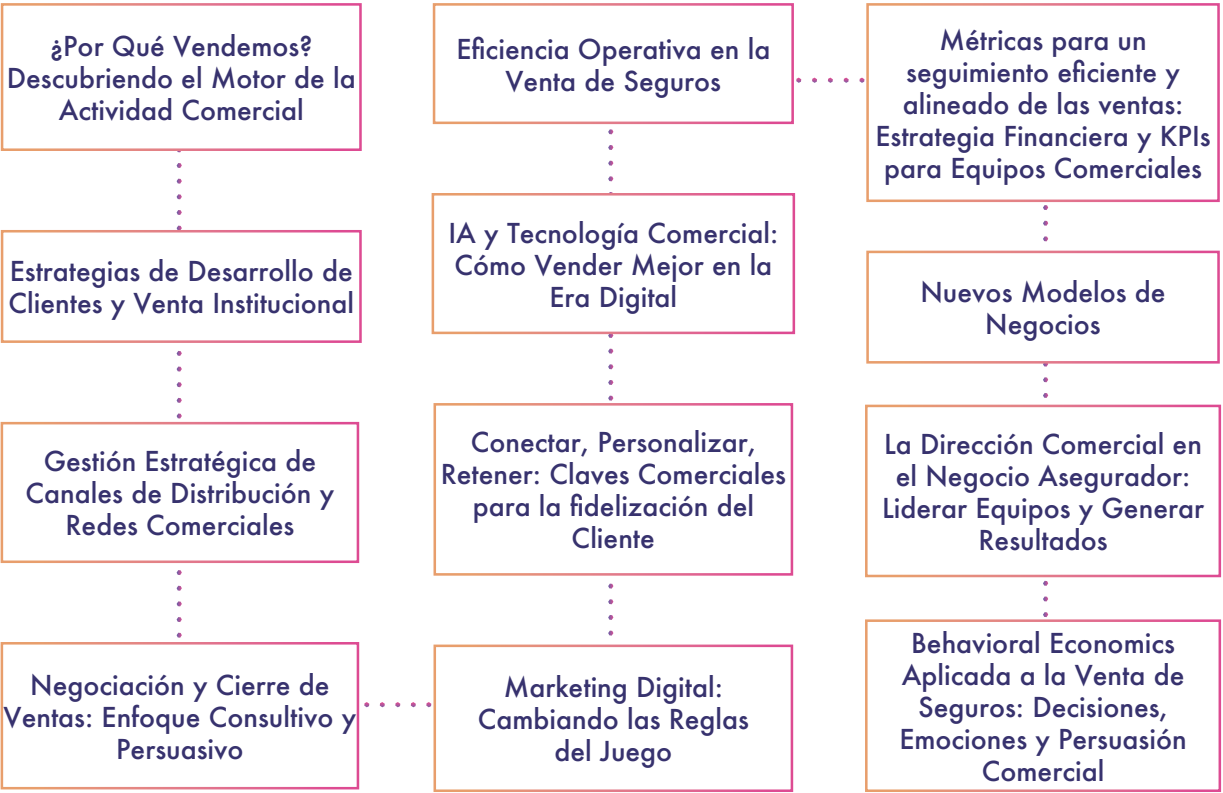 ¿Por Qué Vendemos?
Descubriendo el Motor de la
Actividad Comercial
Estrategias de Desarrollo de
Clientes y Venta Institucional
Gestión Estratégica de
Canales de Distribución y
Redes Comerciales
Negociación y Cierre de
Ventas: Enfoque Consultivo y
Persuasivo
Marketing Digital:
Cambiando las Reglas
del Juego
Conectar, Personalizar,
Retener: Claves Comerciales
para la fidelización del
Cliente
IA y Tecnología Comercial:
Cómo Vender Mejor en la
Era Digital
Eficiencia Operativa en la
Venta de Seguros
Métricas para un
seguimiento eficiente y
alineado de las ventas:
Estrategia Financiera y KPIs
para Equipos Comerciales
Nuevos Modelos de
Negocios
La Dirección Comercial en
el Negocio Asegurador:
Liderar Equipos y Generar
Resultados
Behavioral Economics
Aplicada a la Venta de
Seguros: Decisiones,
Emociones y Persuasión
Comercial